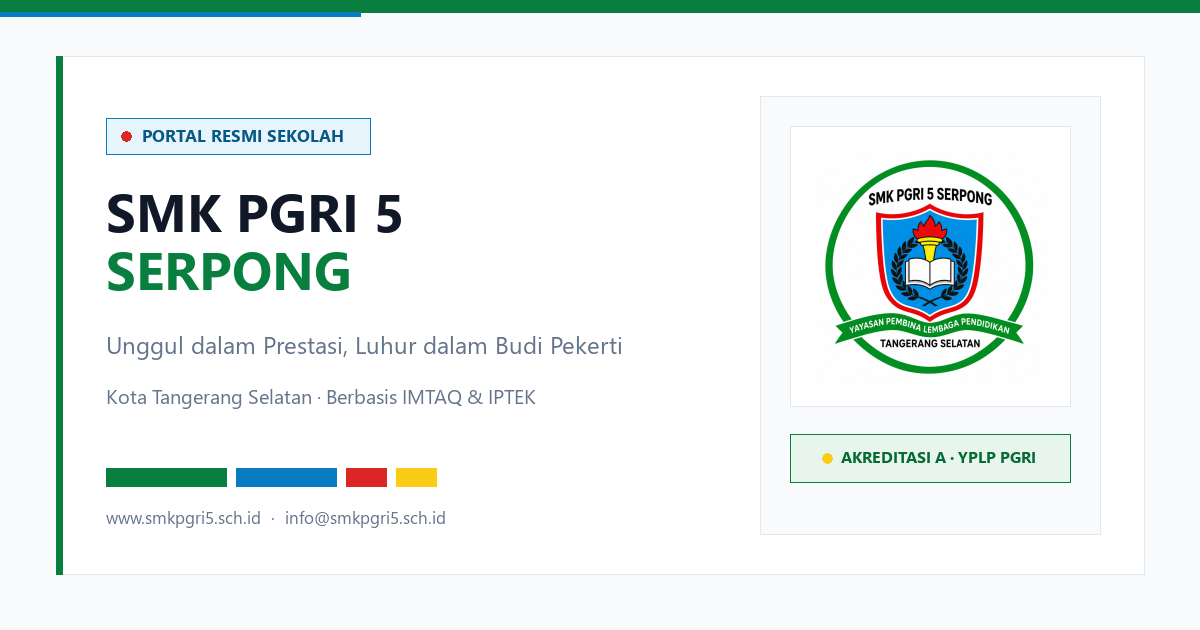 PORTAL RESMI SEKOLAH
SMK PGRI 5
SERPONG
Unggul dalam Prestasi, Luhur dalam Budi Pekerti
Kota Tangerang Selatan · Berbasis IMTAQ & IPTEK
www.smkpgri5.sch.id · info@smkpgri5.sch.id
SMK PGRI 5 SERPONG
YAYASAN PEMBINA LEMBAGA PENDIDIKAN
TANGERANG SELATAN
AKREDITASI A · YPLP PGRI